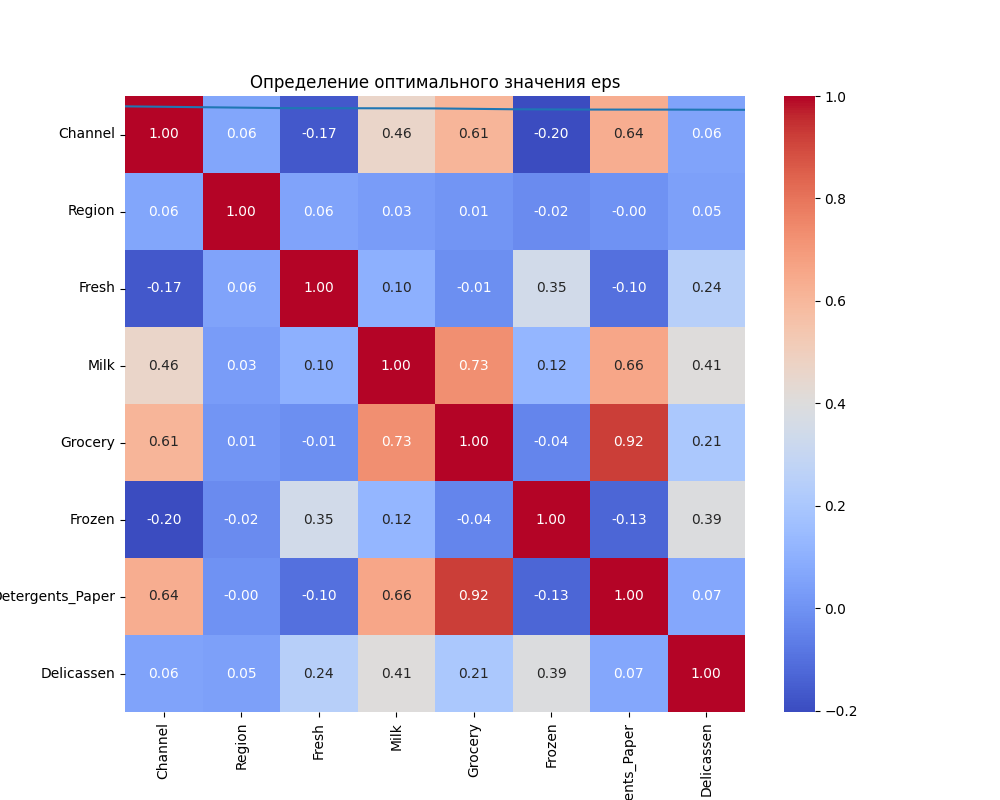 Определение оптимального значения eps
Channel 1.00 0.06 -0.17 0.46 0.61 -0.20 0.64 0.06
Region 0.06 1.00 0.06 0.03 0.01 -0.02 -0.00 0.05
Fresh -0.17 0.06 1.00 0.10 -0.01 0.35 -0.10 0.24
Milk 0.46 0.03 0.10 1.00 0.73 0.12 0.66 0.41
Grocery 0.61 0.01 -0.01 0.73 1.00 -0.04 0.92 0.21
Frozen -0.20 -0.02 0.35 0.12 -0.04 1.00 -0.13 0.39
Detergents_Paper 0.64 -0.00 -0.10 0.66 0.92 -0.13 1.00 0.07
Delicassen 0.06 0.05 0.24 0.41 0.21 0.39 0.07 1.00
Channel Region Fresh Milk Grocery Frozen ents_Paper Delicassen
1.0
0.8
0.6
0.4
0.2
0.0
−0.2